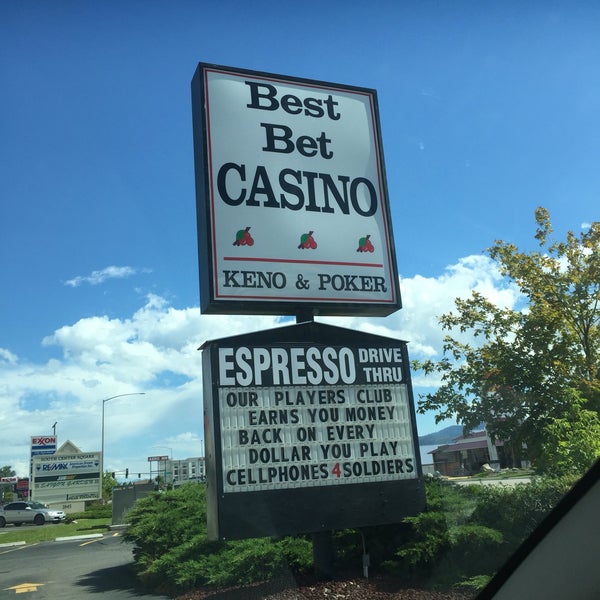 Best
Bet
CASINO
KENO & POKER
ESPRESSO DRIVE
THRU
OUR PLAYERS CLUB
EARNS YOU MONEY
BACK ON EVERY
DOLLAR YOU PLAY
CELLPHONES 4 SOLDIERS
EXXON
RE/MAX